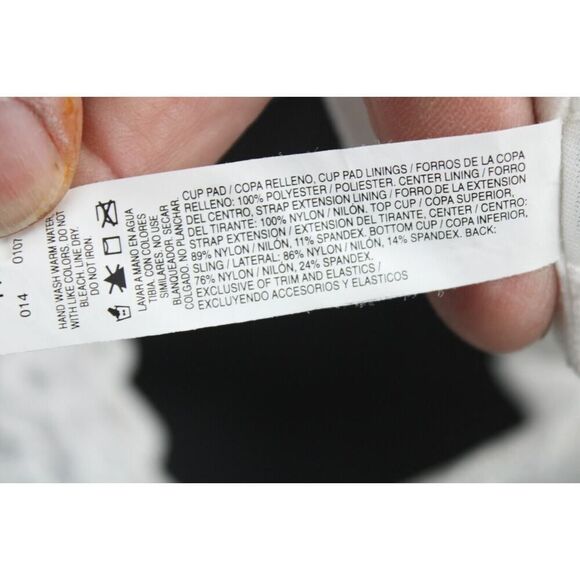 014
0107
HAND WASH WARM WATER
WITH LIKE COLORS. DO NOT
BLEACH. LINE DRY.
DO NOT IRON.
LAVAR A MANO EN AGUA
TIBIA. CON COLORES
SIMILARES. NO USE
BLANQUEADOR. SECAR
COLGADO. NO PLANCHAR.
CUP PAD / COPA RELLENO, CUP PAD LININGS / FORROS DE LA COPA
RELLENO: 100% POLYESTER / POLIESTER. CENTER LINING / FORRO
DEL CENTRO, STRAP EXTENSION LINING / FORRO DE LA EXTENSION
DEL TIRANTE: 100% NYLON / NILÓN. TOP CUP / COPA SUPERIOR,
STRAP EXTENSION / EXTENSION DEL TIRANTE, CENTER / CENTRO:
89% NYLON / NILÓN, 11% SPANDEX. BOTTOM CUP / COPA INFERIOR,
SLING / LATERAL: 86% NYLON / NILÓN, 14% SPANDEX. BACK:
76% NYLON / NILÓN, 24% SPANDEX.
EXCLUSIVE OF TRIM AND ELASTICS /
EXCLUYENDO ACCESORIOS Y ELASTICOS